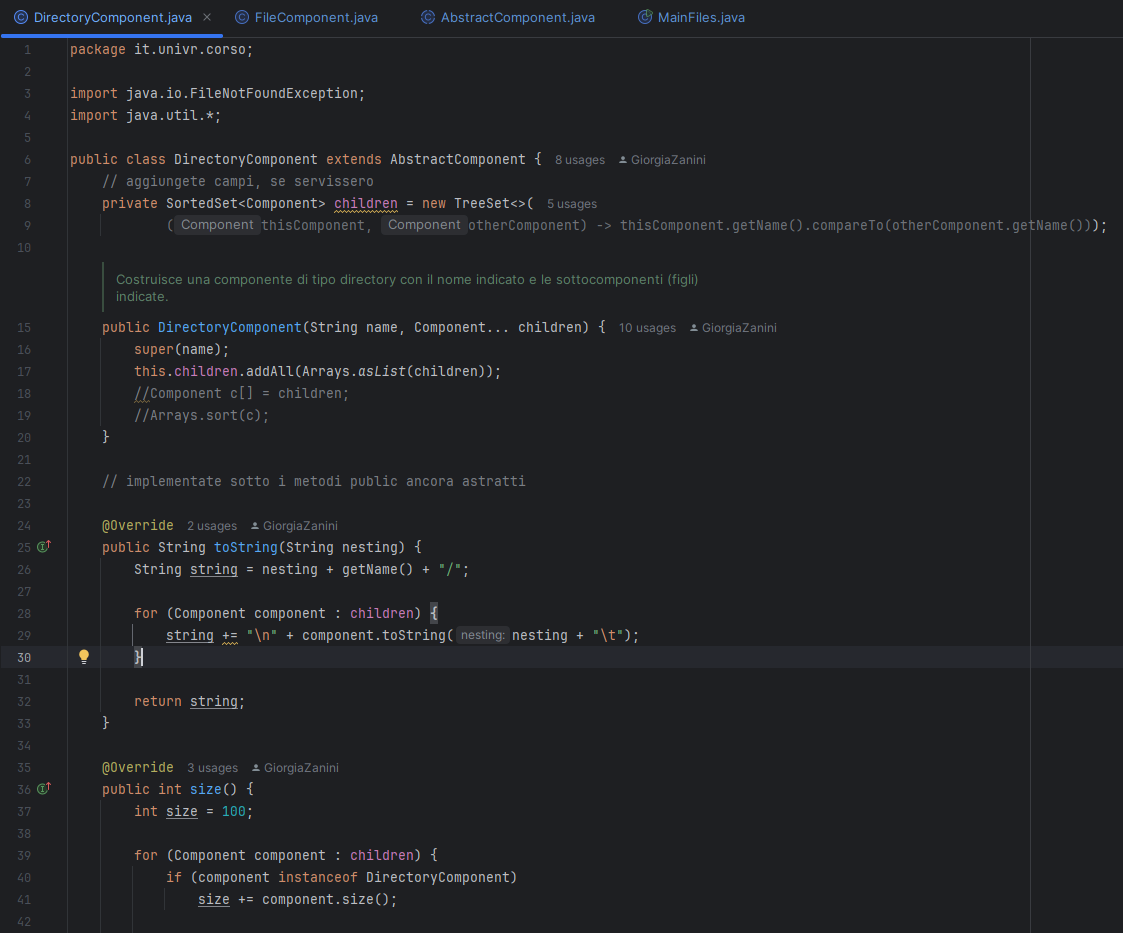 DirectoryComponent.java × FileComponent.java AbstractComponent.java MainFiles.java
1 package it.univr.corso;
2
3 import java.io.FileNotFoundException;
4 import java.util.*;
5
6 public class DirectoryComponent extends AbstractComponent { 8 usages GiorgiaZanini
7 // aggiungete campi, se servissero
8 private SortedSet<Component> children = new TreeSet<>( 5 usages
9 (Component thisComponent, Component otherComponent) -> thisComponent.getName().compareTo(otherComponent.getName()));
10
Costruisce una componente di tipo directory con il nome indicato e le sottocomponenti (figli)
indicate.
15 public DirectoryComponent(String name, Component... children) { 10 usages GiorgiaZanini
16 super(name);
17 this.children.addAll(Arrays.asList(children));
18 //Component c[] = children;
19 //Arrays.sort(c);
20 }
21
22 // implementate sotto i metodi public ancora astratti
23
24 @Override 2 usages GiorgiaZanini
25 public String toString(String nesting) {
26 String string = nesting + getName() + "/";
27
28 for (Component component : children) {
29 string += "\n" + component.toString( nesting: nesting + "\t");
30 }
31
32 return string;
33 }
34
35 @Override 3 usages GiorgiaZanini
36 public int size() {
37 int size = 100;
38
39 for (Component component : children) {
40 if (component instanceof DirectoryComponent)
41 size += component.size();
42